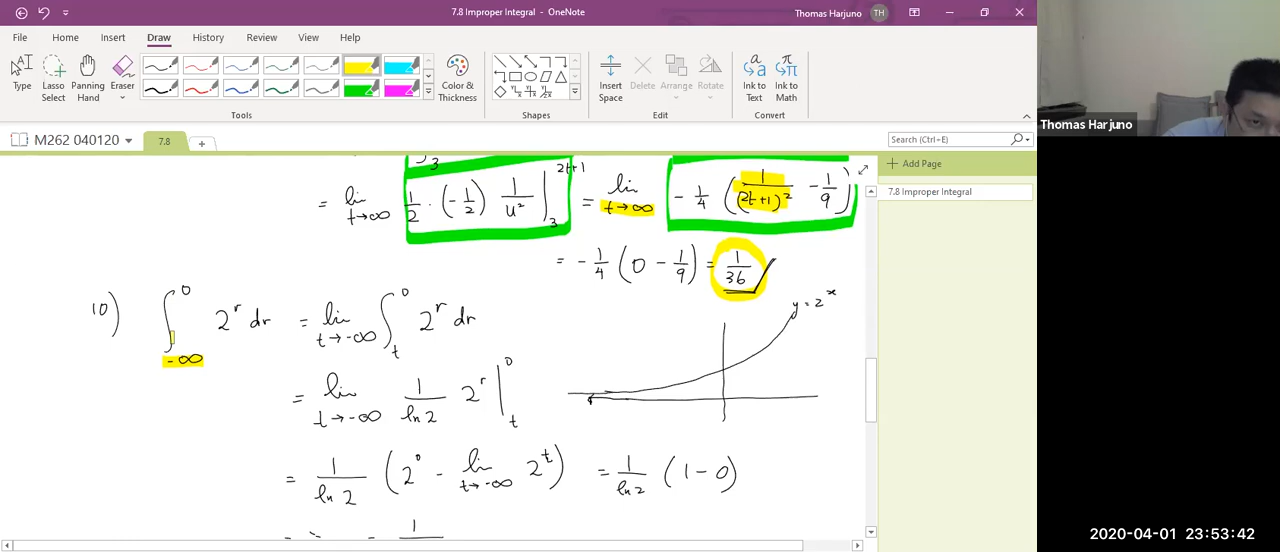 7.8 Improper Integral - OneNote
Thomas Harjuno TH
File Home Insert Draw History Review View Help
Type Lasso Select Panning Hand Eraser Color & Thickness Insert Space Delete Arrange Rotate Ink to Text Ink to Math
Tools Shapes Edit Convert
M262 040120 7.8 Search (Ctrl+E)
Thomas Harjuno
Add Page
7.8 Improper Integral
3
= lim t→∞ 1/2 · (-1/2) 1/u² |₃^(2t+1) = lim t→∞ - 1/4 (1/(2t+1)² - 1/9)
= - 1/4 (0 - 1/9) = 1/36
10) ∫_{-∞}^0 2^r dr = lim t→-∞ ∫_t^0 2^r dr
y = 2^x
= lim t→-∞ 1/ln 2 2^r |_t^0
= 1/ln 2 (2^0 - lim t→-∞ 2^t) = 1/ln 2 (1 - 0)
= 1
2020-04-01 23:53:42